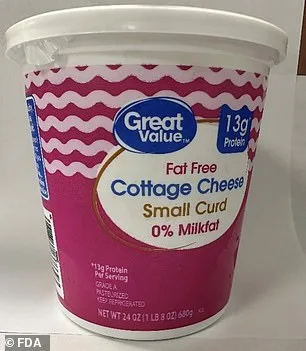 Great
Value™
13g
Protein
Fat Free
Cottage Cheese
Small Curd
0% Milkfat
*13g Protein
Per Serving
GRADE A
PASTEURIZED
KEEP REFRIGERATED
NET WT 24 OZ (1 LB 8 OZ) 680g
© FDA